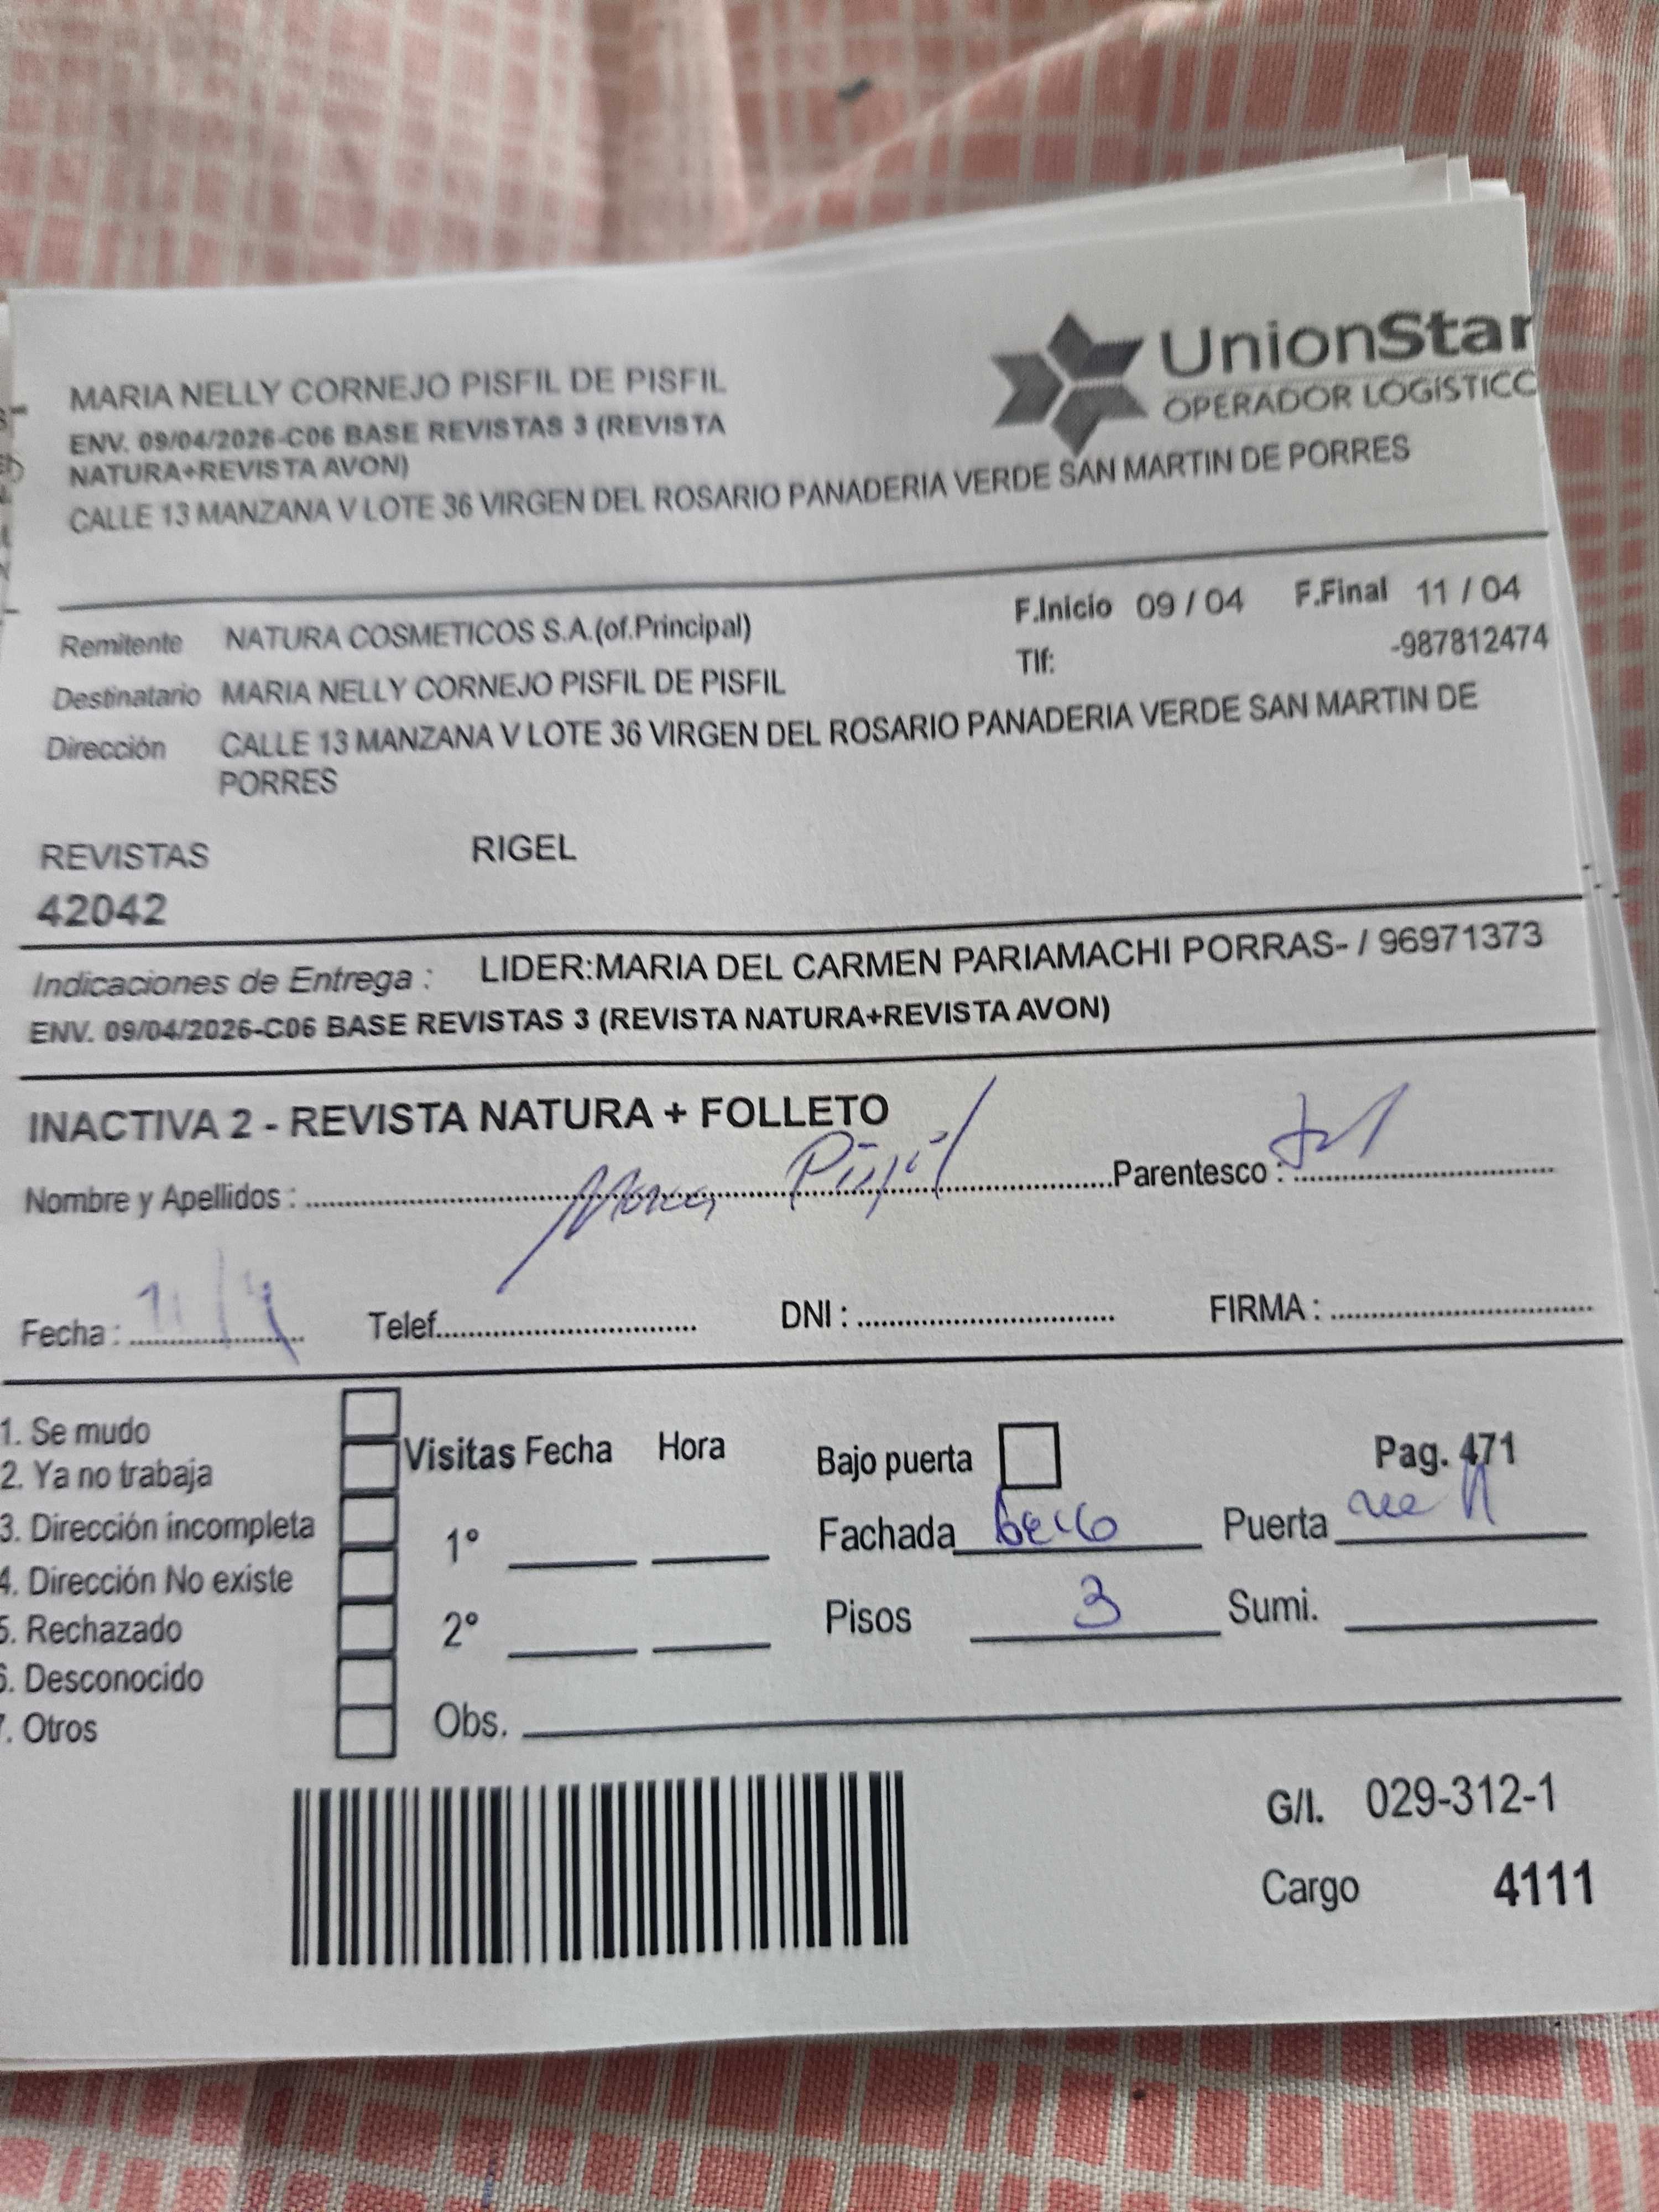 UnionStar
OPERADOR LOGÍSTICO
MARIA NELLY CORNEJO PISFIL DE PISFIL
ENV. 09/04/2026-C06 BASE REVISTAS 3 (REVISTA
NATURA+REVISTA AVON)
CALLE 13 MANZANA V LOTE 36 VIRGEN DEL ROSARIO PANADERIA VERDE SAN MARTIN DE PORRES
Remitente NATURA COSMETICOS S.A.(of.Principal) F.Inicio 09 / 04 F.Final 11 / 04
Tlf: -987812474
Destinatario MARIA NELLY CORNEJO PISFIL DE PISFIL
Dirección CALLE 13 MANZANA V LOTE 36 VIRGEN DEL ROSARIO PANADERIA VERDE SAN MARTIN DE
PORRES
REVISTAS RIGEL
42042
Indicaciones de Entrega : LIDER:MARIA DEL CARMEN PARIAMACHI PORRAS- / 96971373
ENV. 09/04/2026-C06 BASE REVISTAS 3 (REVISTA NATURA+REVISTA AVON)
INACTIVA 2 - REVISTA NATURA + FOLLETO
Nombre y Apellidos : Pisfil Parentesco :
Fecha : 11/4 Telef. DNI : FIRMA :
1. Se mudo
2. Ya no trabaja
3. Dirección incompleta
4. Dirección No existe
5. Rechazado
6. Desconocido
7. Otros
Visitas Fecha Hora
1°
2°
Obs.
Bajo puerta Pag. 471
Fachada Puerta
Pisos 3 Sumi.
G/I. 029-312-1
Cargo 4111